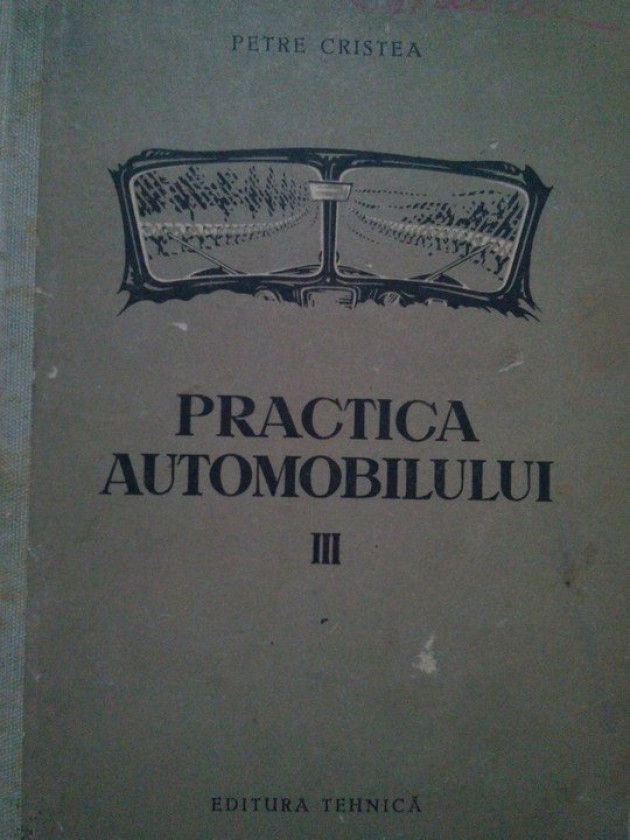 PETRE CRISTEA
PRACTICA
AUTOMOBILULUI
III
EDITURA TEHNICĂ